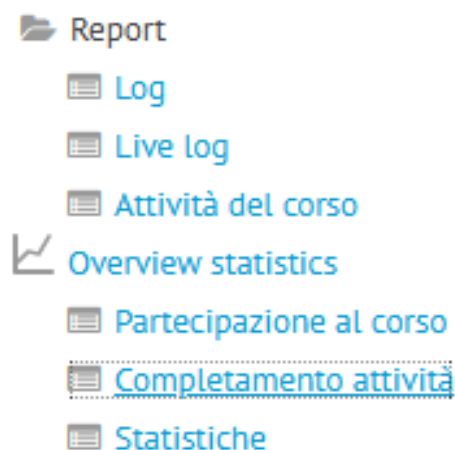 Report
Log
Live log
Attività del corso
Overview statistics
Partecipazione al corso
Completamento attività
Statistiche